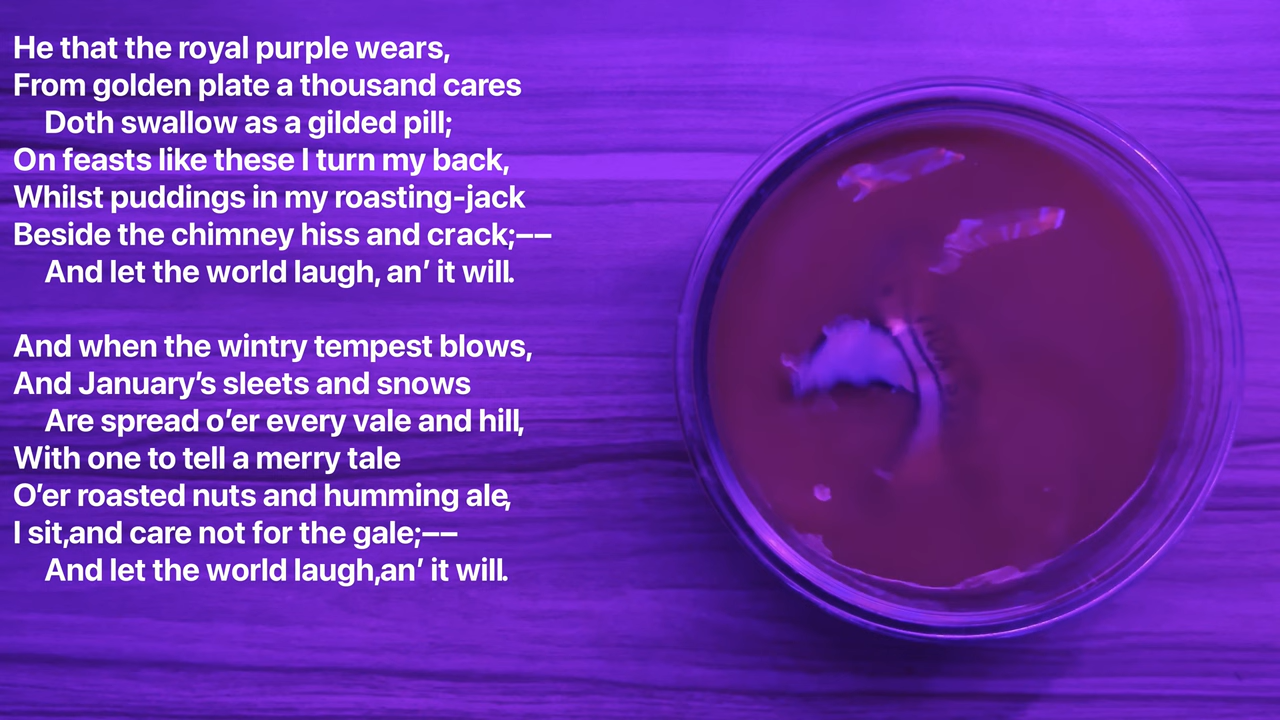 He that the royal purple wears,
From golden plate a thousand cares
Doth swallow as a gilded pill;
On feasts like these I turn my back,
Whilst puddings in my roasting-jack
Beside the chimney hiss and crack;——
And let the world laugh, an’ it will.

And when the wintry tempest blows,
And January’s sleets and snows
Are spread o’er every vale and hill,
With one to tell a merry tale
O’er roasted nuts and humming ale,
I sit,and care not for the gale;——
And let the world laugh,an’ it will.